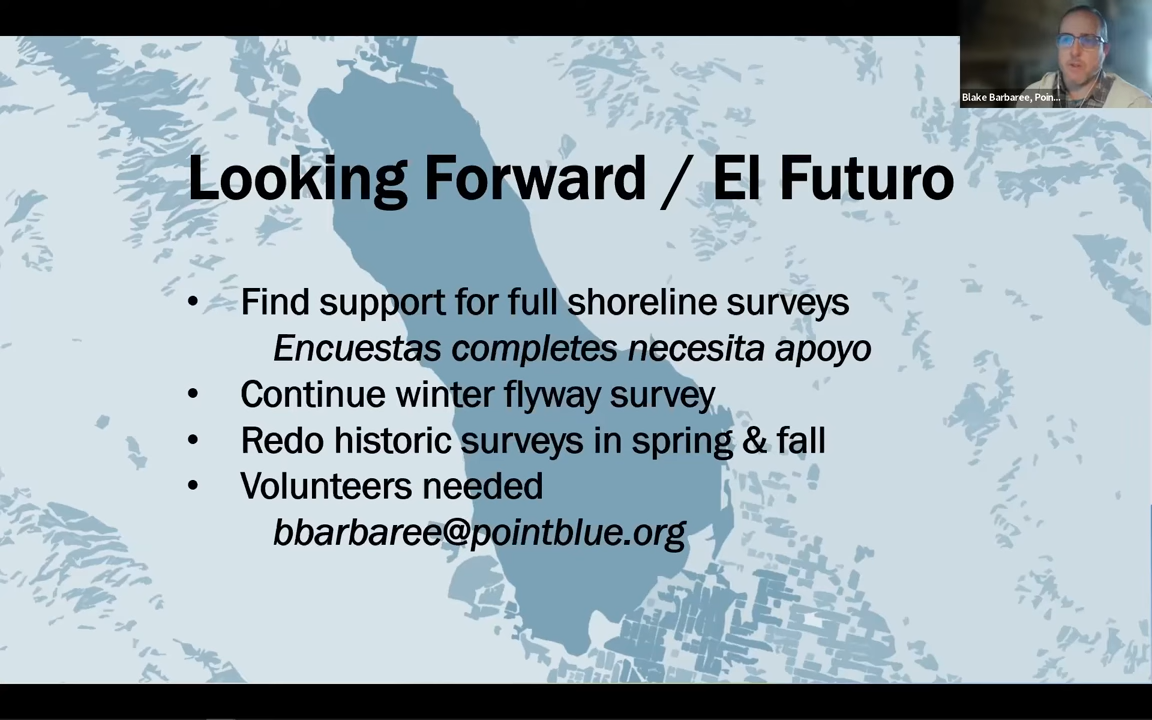 Blake Barbaree, Poin...
Looking Forward / El Futuro
• Find support for full shoreline surveys
Encuestas completes necesita apoyo
• Continue winter flyway survey
• Redo historic surveys in spring & fall
• Volunteers needed
bbarbaree@pointblue.org